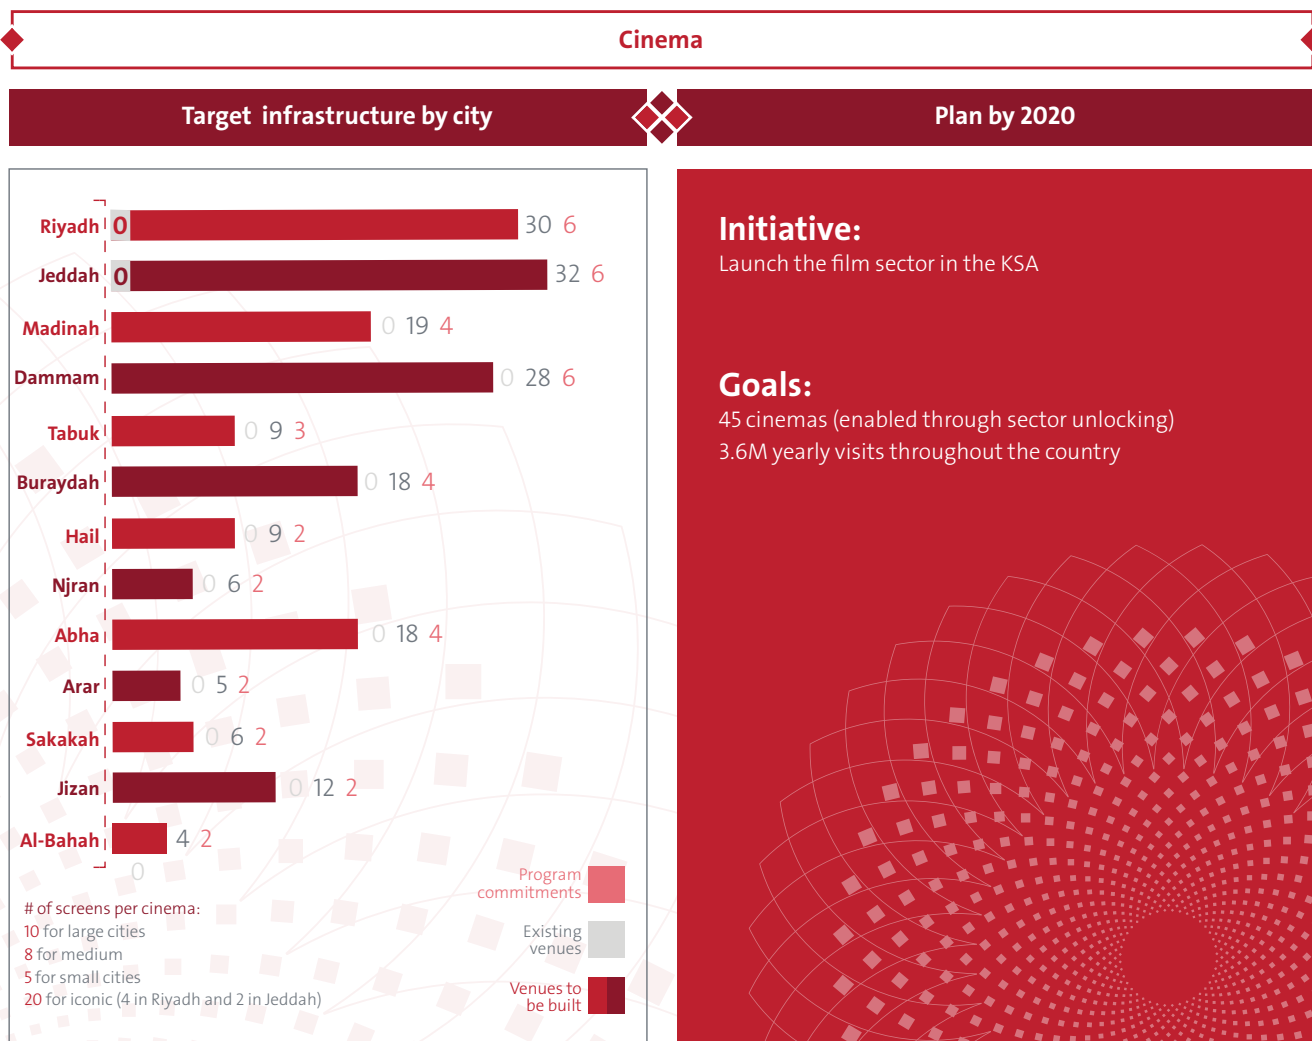 Cinema
Target infrastructure by city
Plan by 2020
Riyadh 0 30 6
Jeddah 0 32 6
Madinah 0 19 4
Dammam 0 28 6
Tabuk 0 9 3
Buraydah 0 18 4
Hail 0 9 2
Njran 0 6 2
Abha 0 18 4
Arar 0 5 2
Sakakah 0 6 2
Jizan 0 12 2
Al-Bahah 4 2
0
# of screens per cinema:
10 for large cities
8 for medium
5 for small cities
20 for iconic (4 in Riyadh and 2 in Jeddah)
Program
commitments
Existing
venues
Venues to
be built
Initiative:
Launch the film sector in the KSA
Goals:
45 cinemas (enabled through sector unlocking)
3.6M yearly visits throughout the country